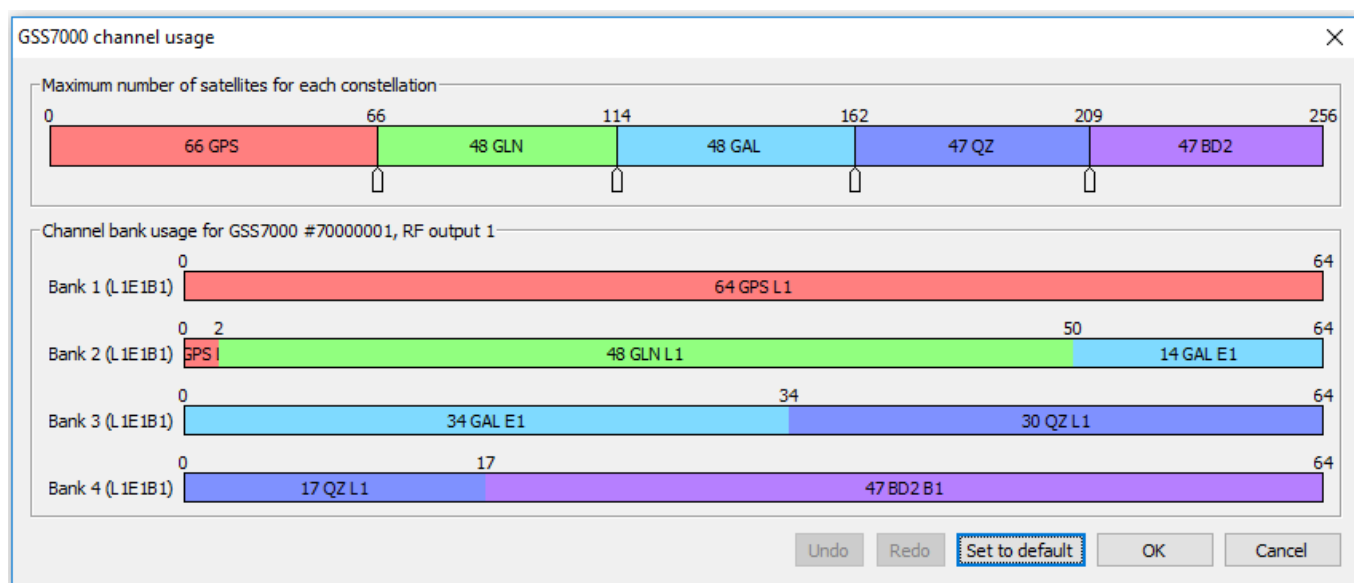 GSS7000 channel usage
Maximum number of satellites for each constellation
0 66 114 162 209 256
66 GPS 48 GLN 48 GAL 47 QZ 47 BD2
Channel bank usage for GSS7000 #70000001, RF output 1
0 64
Bank 1 (L1E1B1) 64 GPS L1
0 2 50 64
Bank 2 (L1E1B1) GPS 48 GLN L1 14 GAL E1
0 34 64
Bank 3 (L1E1B1) 34 GAL E1 30 QZ L1
0 17 64
Bank 4 (L1E1B1) 17 QZ L1 47 BD2 B1
Undo Redo Set to default OK Cancel